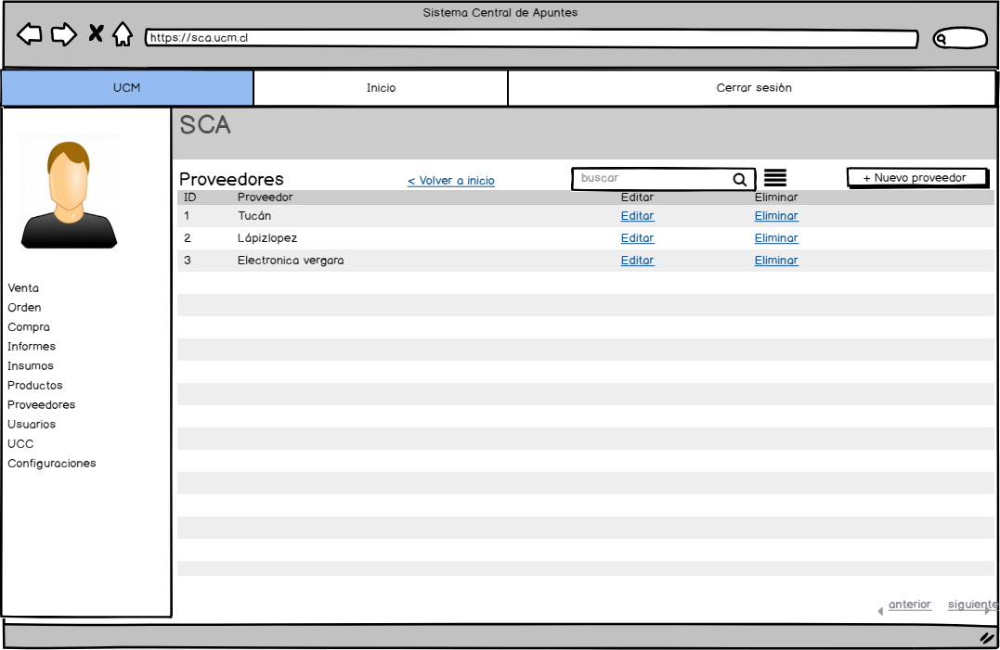 Sistema Central de Apuntes
https://sca.ucm.cl
UCM Inicio Cerrar sesión
SCA
Proveedores < Volver a inicio buscar + Nuevo proveedor
ID Proveedor Editar Eliminar
1 Tucán Editar Eliminar
2 Lápizlopez Editar Eliminar
3 Electronica vergara Editar Eliminar
Venta
Orden
Compra
Informes
Insumos
Productos
Proveedores
Usuarios
UCC
Configuraciones
anterior siguiente